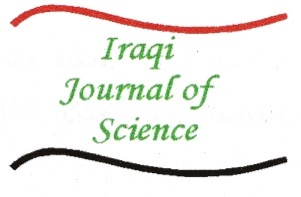 Iraqi
Journal of
Science